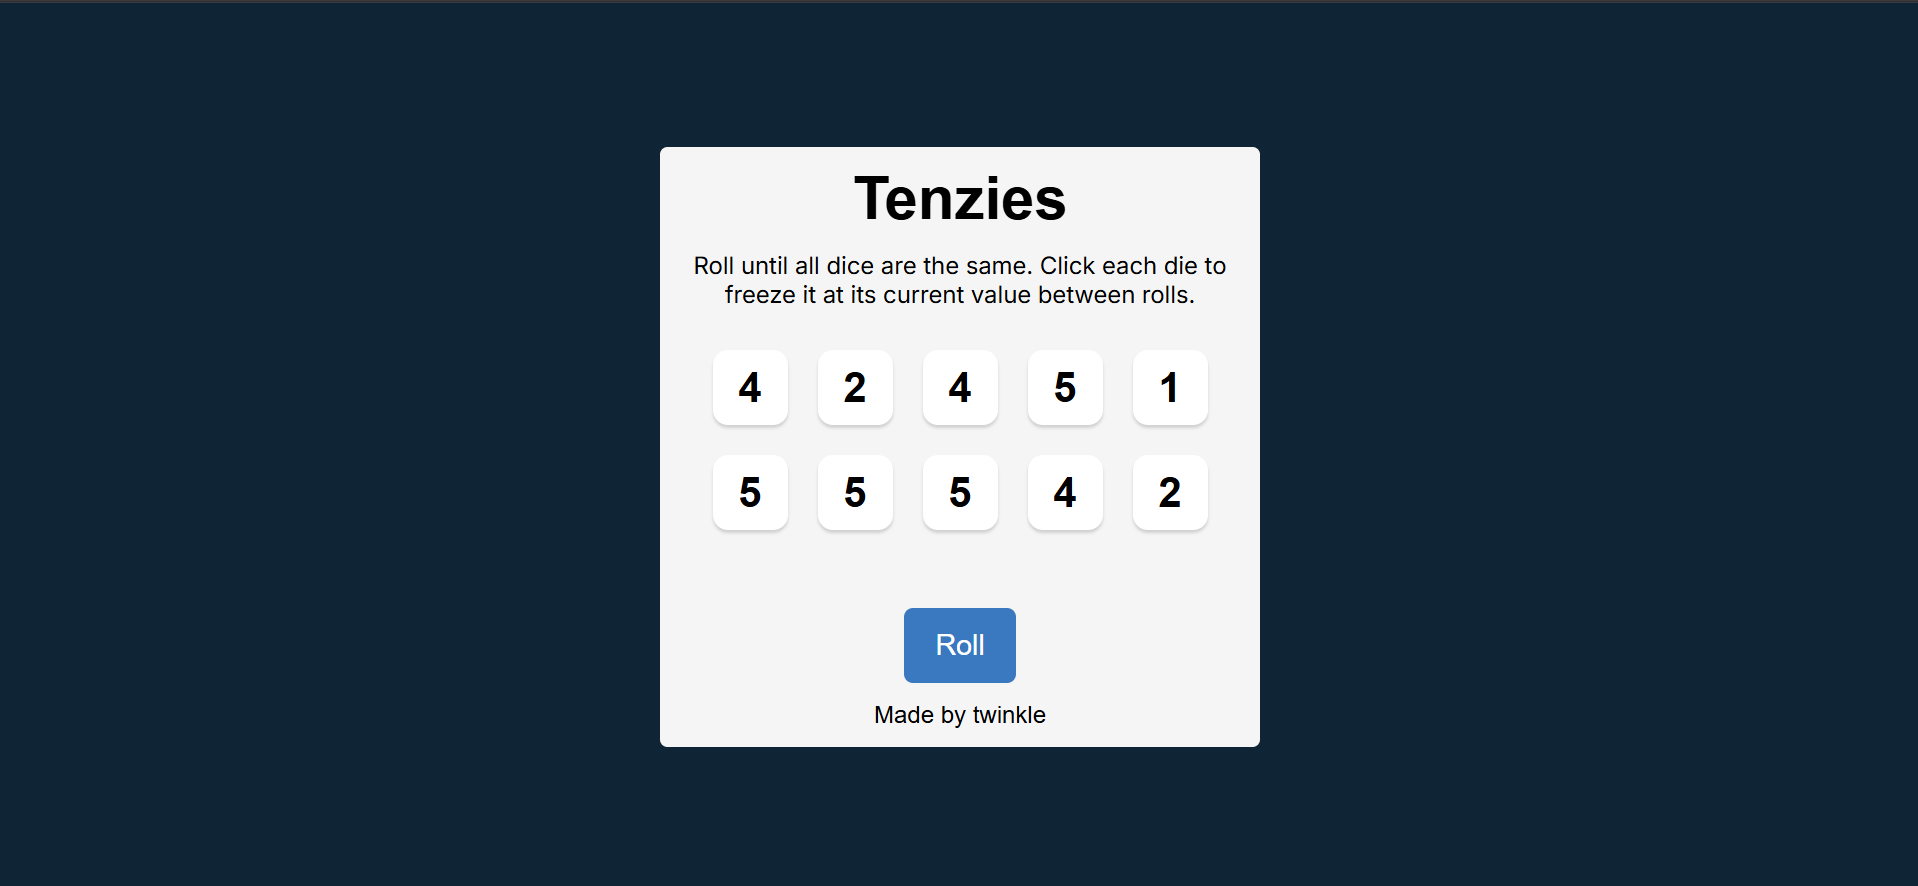 Tenzies
Roll until all dice are the same. Click each die to
freeze it at its current value between rolls.
4 2 4 5 1
5 5 5 4 2
Roll
Made by twinkle